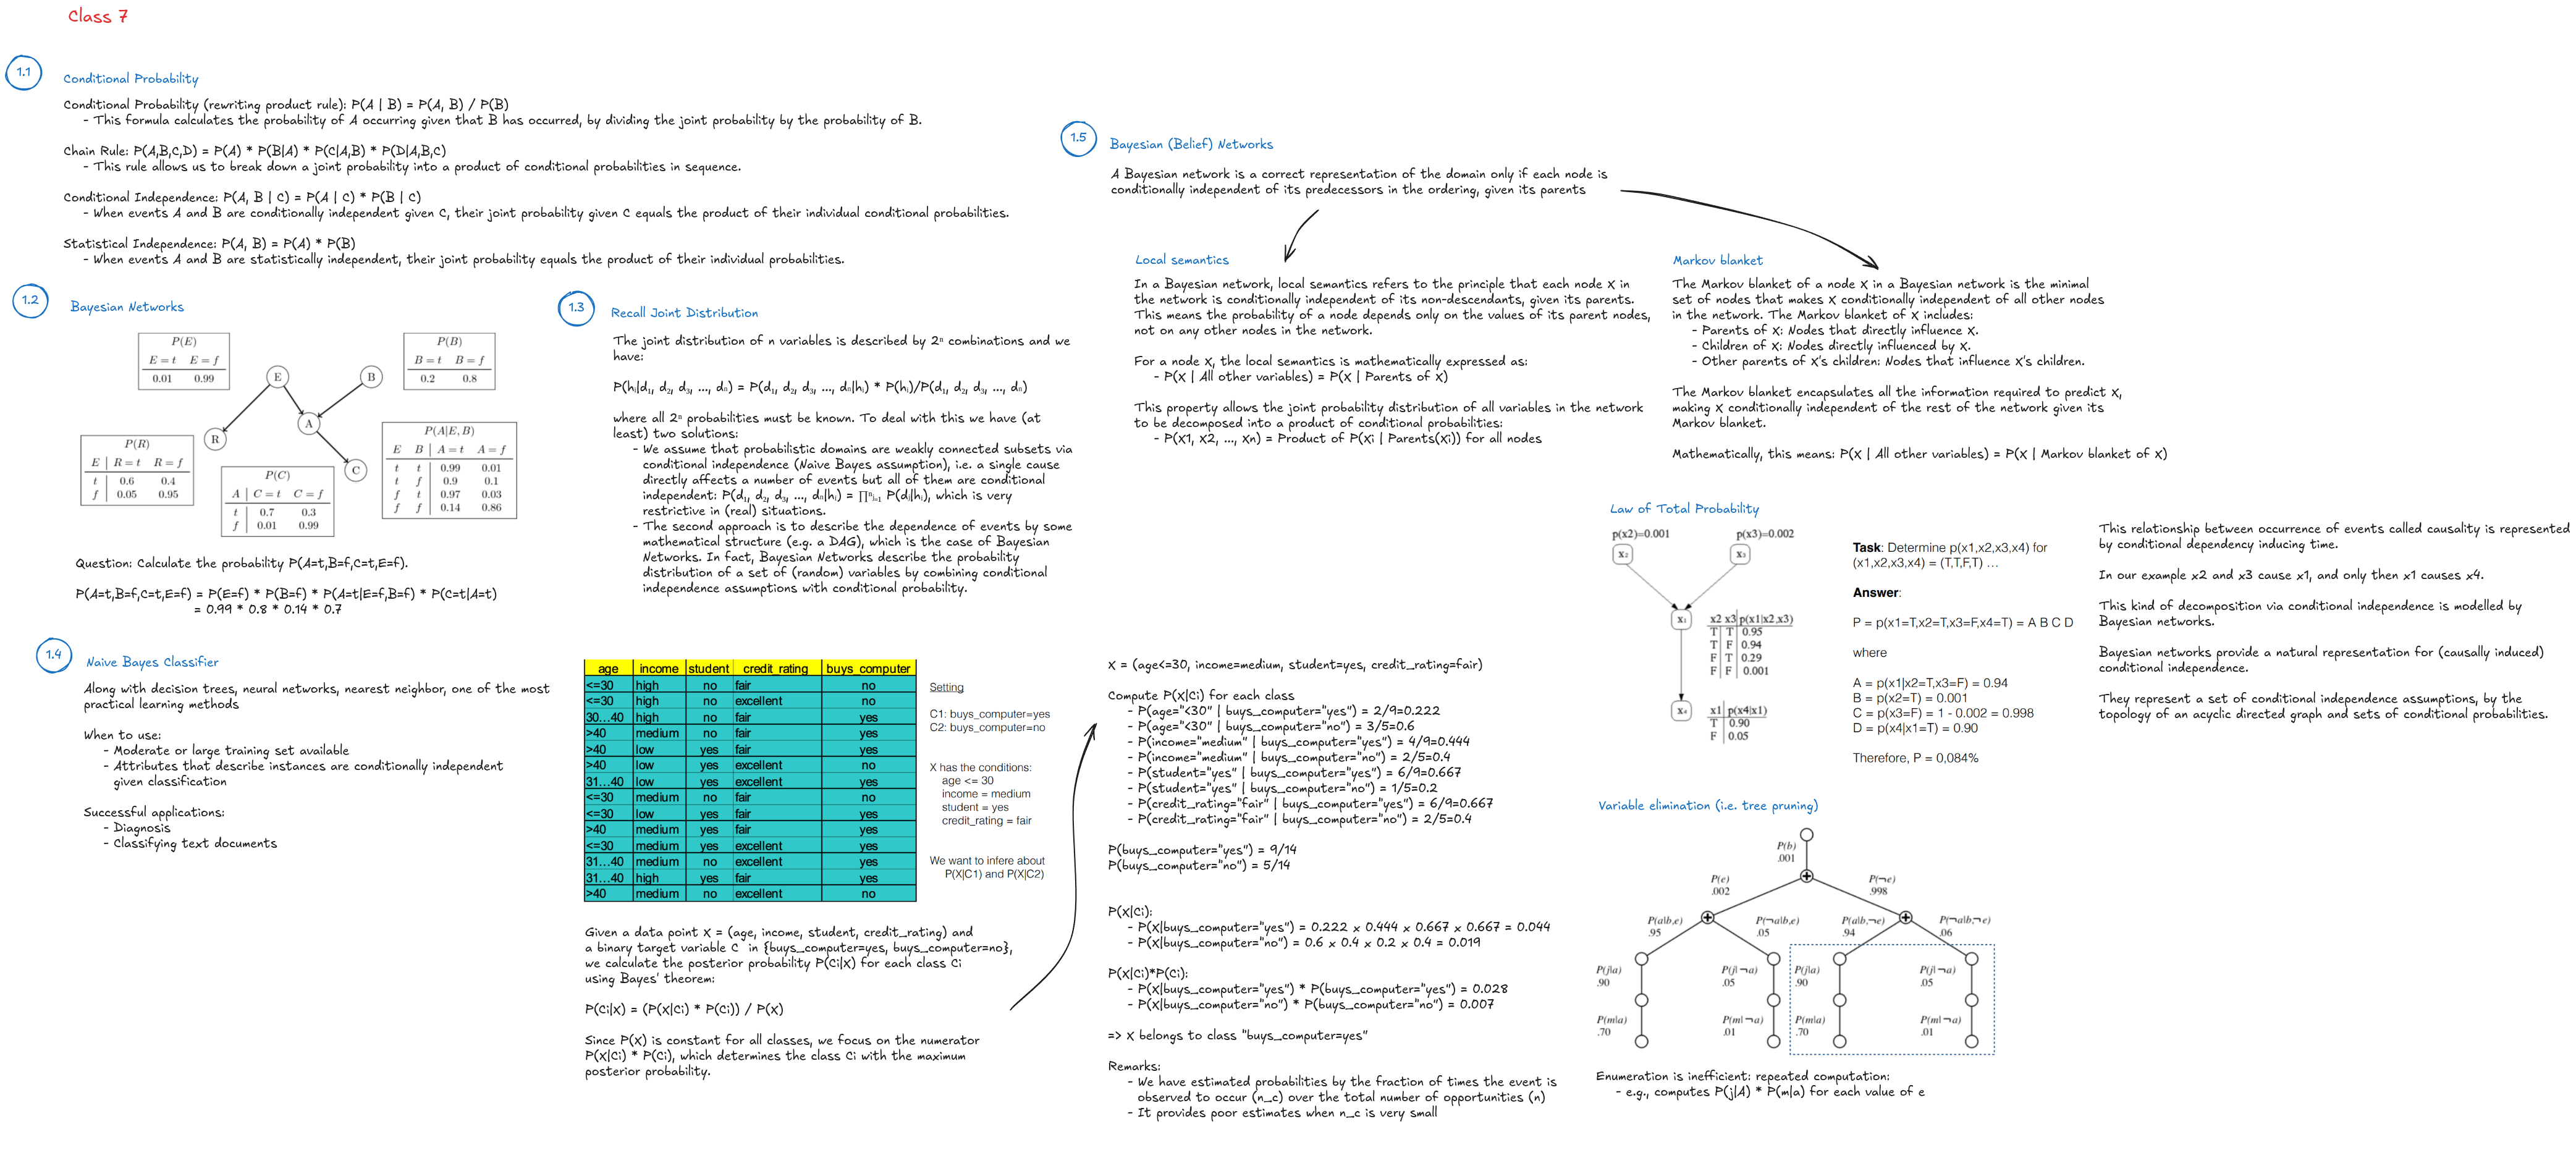 Class 7
1.1
Conditional Probability
Conditional Probability (rewriting product rule): P(A | B) = P(A, B) / P(B)
- This formula calculates the probability of A occurring given that B has occurred, by dividing the joint probability by the probability of B.
Chain Rule: P(A,B,C,D) = P(A) * P(B|A) * P(C|A,B) * P(D|A,B,C)
- This rule allows us to break down a joint probability into a product of conditional probabilities in sequence.
Conditional Independence: P(A, B | C) = P(A | C) * P(B | C)
- When events A and B are conditionally independent given C, their joint probability given C equals the product of their individual conditional probabilities.
Statistical Independence: P(A, B) = P(A) * P(B)
- When events A and B are statistically independent, their joint probability equals the product of their individual probabilities.
1.2
Bayesian Networks
P(E)
E = t E = f
0.01 0.99
P(B)
B = t B = f
0.2 0.8
E
B
R
A
C
P(R)
E R = t R = f
t 0.6 0.4
f 0.05 0.95
P(C)
A C = t C = f
t 0.7 0.3
f 0.01 0.99
P(A|E, B)
E B A = t A = f
t t 0.99 0.01
t f 0.9 0.1
f t 0.97 0.03
f f 0.14 0.86
Question: Calculate the probability P(A=t,B=f,C=t,E=f).
P(A=t,B=f,C=t,E=f) = P(E=f) * P(B=f) * P(A=t|E=f,B=f) * P(C=t|A=t)
= 0.99 * 0.8 * 0.14 * 0.7
1.3
Recall Joint Distribution
The joint distribution of n variables is described by 2ⁿ combinations and we
have:
P(hᵢ|d₁, d₂, d₃, ..., dₙ) = P(d₁, d₂, d₃, ..., dₙ|hᵢ) * P(hᵢ)/P(d₁, d₂, d₃, ..., dₙ)
where all 2ⁿ probabilities must be known. To deal with this we have (at
least) two solutions:
- We assume that probabilistic domains are weakly connected subsets via
conditional independence (Naive Bayes assumption), i.e. a single cause
directly affects a number of events but all of them are conditional
independent: P(d₁, d₂, d₃, ..., dₙ|hᵢ) = ∏ⁿⱼ₌₁ P(dⱼ|hᵢ), which is very
restrictive in (real) situations.
- The second approach is to describe the dependence of events by some
mathematical structure (e.g. a DAG), which is the case of Bayesian
Networks. In fact, Bayesian Networks describe the probability
distribution of a set of (random) variables by combining conditional
independence assumptions with conditional probability.
1.4
Naive Bayes Classifier
Along with decision trees, neural networks, nearest neighbor, one of the most
practical learning methods
When to use:
- Moderate or large training set available
- Attributes that describe instances are conditionally independent
given classification
Successful applications:
- Diagnosis
- Classifying text documents
age income student credit_rating buys_computer
<=30 high no fair no
<=30 high no excellent no
30…40 high no fair yes
>40 medium no fair yes
>40 low yes fair yes
>40 low yes excellent no
31…40 low yes excellent yes
<=30 medium no fair no
<=30 low yes fair yes
>40 medium yes fair yes
<=30 medium yes excellent yes
31…40 medium no excellent yes
31…40 high yes fair yes
>40 medium no excellent no
Setting
C1: buys_computer=yes
C2: buys_computer=no
X has the conditions:
age <= 30
income = medium
student = yes
credit_rating = fair
We want to infere about
P(X|C1) and P(X|C2)
Given a data point X = (age, income, student, credit_rating) and
a binary target variable C in {buys_computer=yes, buys_computer=no},
we calculate the posterior probability P(Ci|X) for each class Ci
using Bayes' theorem:
P(Ci|X) = (P(X|Ci) * P(Ci)) / P(X)
Since P(X) is constant for all classes, we focus on the numerator
P(X|Ci) * P(Ci), which determines the class Ci with the maximum
posterior probability.
X = (age<=30, income=medium, student=yes, credit_rating=fair)
Compute P(X|Ci) for each class
- P(age="<30" | buys_computer="yes") = 2/9=0.222
- P(age="<30" | buys_computer="no") = 3/5=0.6
- P(income="medium" | buys_computer="yes") = 4/9=0.444
- P(income="medium" | buys_computer="no") = 2/5=0.4
- P(student="yes" | buys_computer="yes") = 6/9=0.667
- P(student="yes" | buys_computer="no") = 1/5=0.2
- P(credit_rating="fair" | buys_computer="yes") = 6/9=0.667
- P(credit_rating="fair" | buys_computer="no") = 2/5=0.4
P(buys_computer="yes") = 9/14
P(buys_computer="no") = 5/14
P(X|Ci):
- P(X|buys_computer="yes") = 0.222 x 0.444 x 0.667 x 0.667 = 0.044
- P(X|buys_computer="no") = 0.6 x 0.4 x 0.2 x 0.4 = 0.019
P(X|Ci)*P(Ci):
- P(X|buys_computer="yes") * P(buys_computer="yes") = 0.028
- P(X|buys_computer="no") * P(buys_computer="no") = 0.007
=> X belongs to class "buys_computer=yes"
Remarks:
- We have estimated probabilities by the fraction of times the event is
observed to occur (n_c) over the total number of opportunities (n)
- It provides poor estimates when n_c is very small
1.5
Bayesian (Belief) Networks
A Bayesian network is a correct representation of the domain only if each node is
conditionally independent of its predecessors in the ordering, given its parents
Local semantics
In a Bayesian network, local semantics refers to the principle that each node X in
the network is conditionally independent of its non-descendants, given its parents.
This means the probability of a node depends only on the values of its parent nodes,
not on any other nodes in the network.
For a node X, the local semantics is mathematically expressed as:
- P(X | All other variables) = P(X | Parents of X)
This property allows the joint probability distribution of all variables in the network
to be decomposed into a product of conditional probabilities:
- P(X1, X2, ..., Xn) = Product of P(Xi | Parents(Xi)) for all nodes
Markov blanket
The Markov blanket of a node X in a Bayesian network is the minimal
set of nodes that makes X conditionally independent of all other nodes
in the network. The Markov blanket of X includes:
- Parents of X: Nodes that directly influence X.
- Children of X: Nodes directly influenced by X.
- Other parents of X's children: Nodes that influence X's children.
The Markov blanket encapsulates all the information required to predict X,
making X conditionally independent of the rest of the network given its
Markov blanket.
Mathematically, this means: P(X | All other variables) = P(X | Markov blanket of X)
Law of Total Probability
p(x2)=0.001 p(x3)=0.002
x₂ x₃
x₁
x2 x3 p(x1|x2,x3)
T T 0.95
T F 0.94
F T 0.29
F F 0.001
x₄
x1 p(x4|x1)
T 0.90
F 0.05
Task: Determine p(x1,x2,x3,x4) for
(x1,x2,x3,x4) = (T,T,F,T) …
Answer:
P = p(x1=T,x2=T,x3=F,x4=T) = A B C D
where
A = p(x1|x2=T,x3=F) = 0.94
B = p(x2=T) = 0.001
C = p(x3=F) = 1 - 0.002 = 0.998
D = p(x4|x1=T) = 0.90
Therefore, P = 0,084%
This relationship between occurrence of events called causality is represented
by conditional dependency inducing time.
In our example x2 and x3 cause x1, and only then x1 causes x4.
This kind of decomposition via conditional independence is modelled by
Bayesian networks.
Bayesian networks provide a natural representation for (causally induced)
conditional independence.
They represent a set of conditional independence assumptions, by the
topology of an acyclic directed graph and sets of conditional probabilities.
Variable elimination (i.e. tree pruning)
P(b)
.001
P(e)
.002
P(¬e)
.998
P(a|b,e)
.95
P(¬a|b,e)
.05
P(a|b,¬e)
.94
P(¬a|b,¬e)
.06
P(j|a)
.90
P(j|¬a)
.05
P(j|a)
.90
P(j|¬a)
.05
P(m|a)
.70
P(m|¬a)
.01
P(m|a)
.70
P(m|¬a)
.01
Enumeration is inefficient: repeated computation:
- e.g., computes P(j|A) * P(m|a) for each value of e